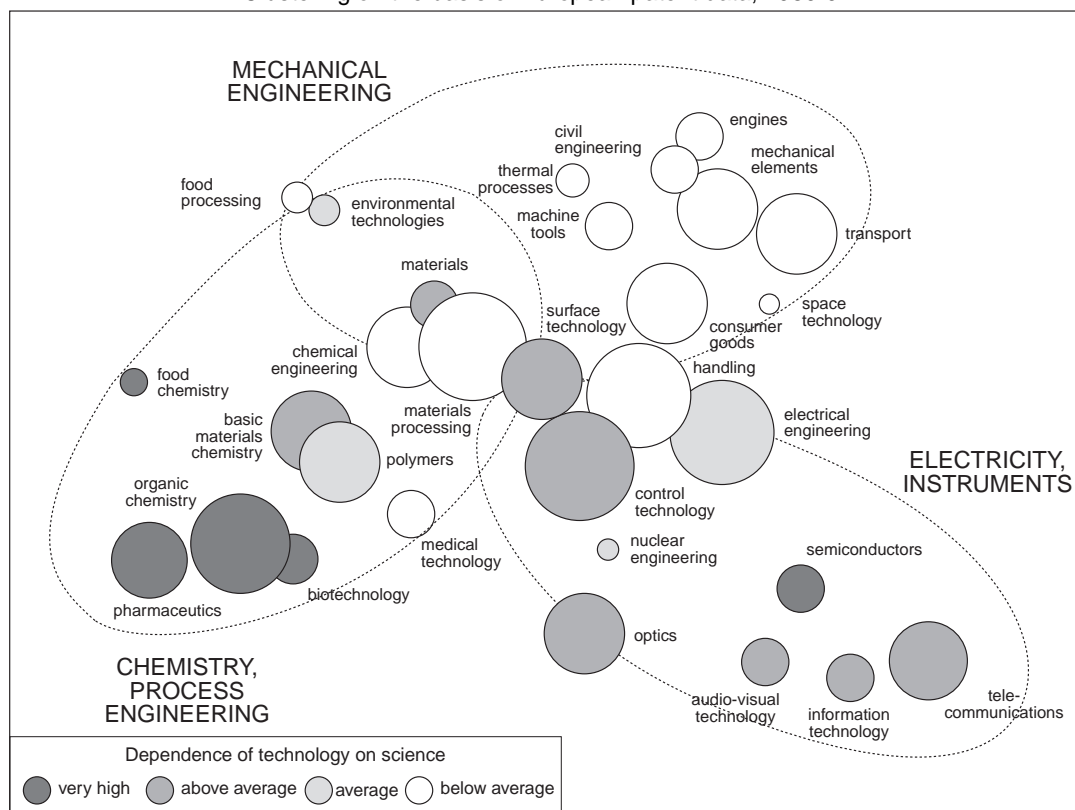 MECHANICAL
ENGINEERING
engines
civil
engineering
mechanical
elements
thermal
processes
food
processing
environmental
technologies
machine
tools
transport
materials
surface
technology
space
technology
consumer
goods
chemical
engineering
handling
food
chemistry
materials
processing
basic
materials
chemistry
electrical
engineering
polymers
ELECTRICITY,
INSTRUMENTS
organic
chemistry
control
technology
medical
technology
nuclear
engineering
semiconductors
biotechnology
pharmaceutics
optics
CHEMISTRY,
PROCESS
ENGINEERING
audio-visual
technology
information
technology
tele-
communications
Dependence of technology on science
very high above average average below average